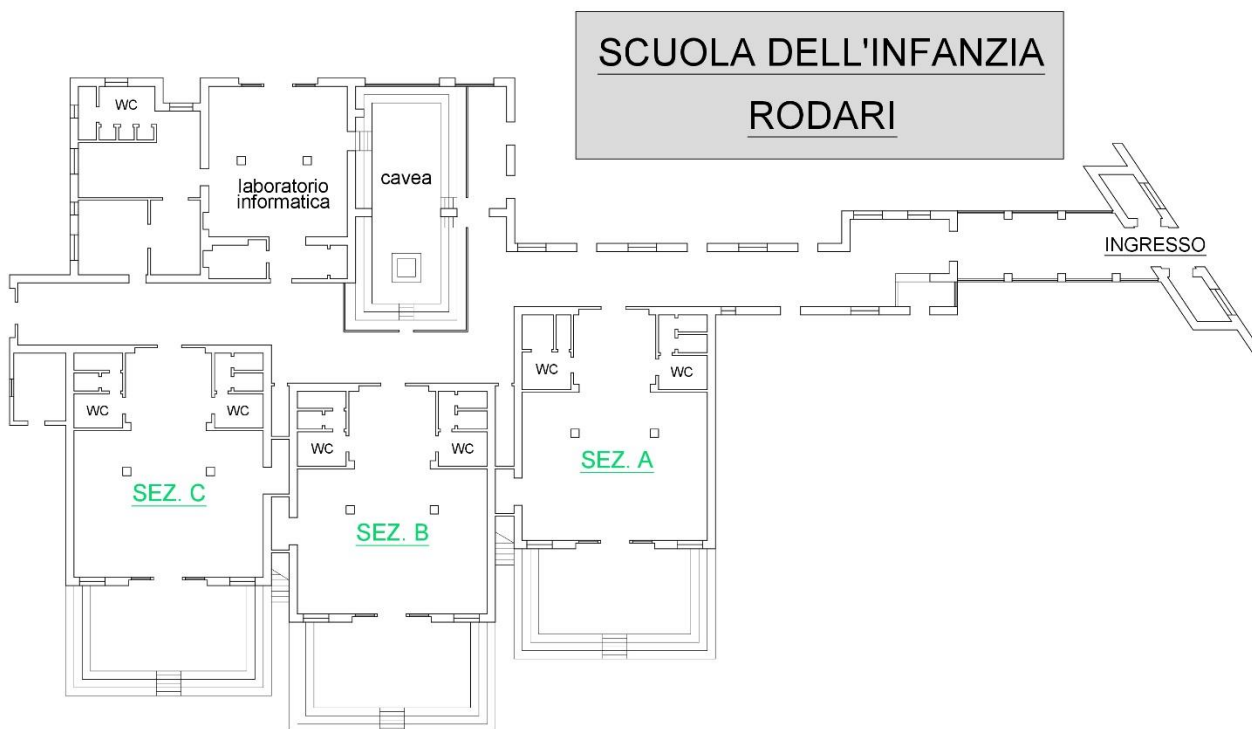 SCUOLA DELL'INFANZIA
RODARI
WC
laboratorio
informatica
cavea
INGRESSO
WC
WC
SEZ. A
WC
WC
SEZ. C
WC
WC
SEZ. B